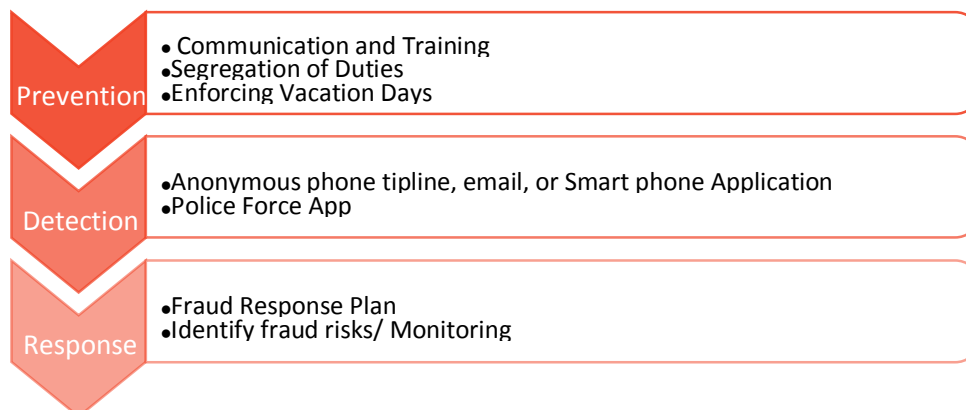 Prevention
• Communication and Training
•Segregation of Duties
•Enforcing Vacation Days
Detection
•Anonymous phone tipline, email, or Smart phone Application
•Police Force App
Response
•Fraud Response Plan
•Identify fraud risks/ Monitoring